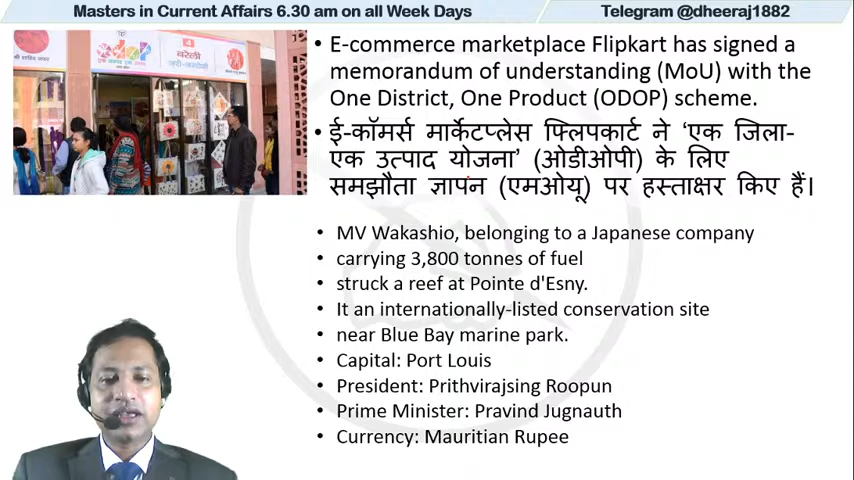 Masters in Current Affairs 6.30 am on all Week Days
Telegram @dheeraj1882
बरेली
• E-commerce marketplace Flipkart has signed a
memorandum of understanding (MoU) with the
One District, One Product (ODOP) scheme.
• ई-कॉमर्स मार्केटप्लेस फ्लिपकार्ट ने ‘एक जिला-
एक उत्पाद योजना’ (ओडीओपी) के लिए
समझौता ज्ञापन (एमओयू) पर हस्ताक्षर किए हैं।
• MV Wakashio, belonging to a Japanese company
• carrying 3,800 tonnes of fuel
• struck a reef at Pointe d'Esny.
• It an internationally-listed conservation site
• near Blue Bay marine park.
• Capital: Port Louis
• President: Prithvirajsing Roopun
• Prime Minister: Pravind Jugnauth
• Currency: Mauritian Rupee